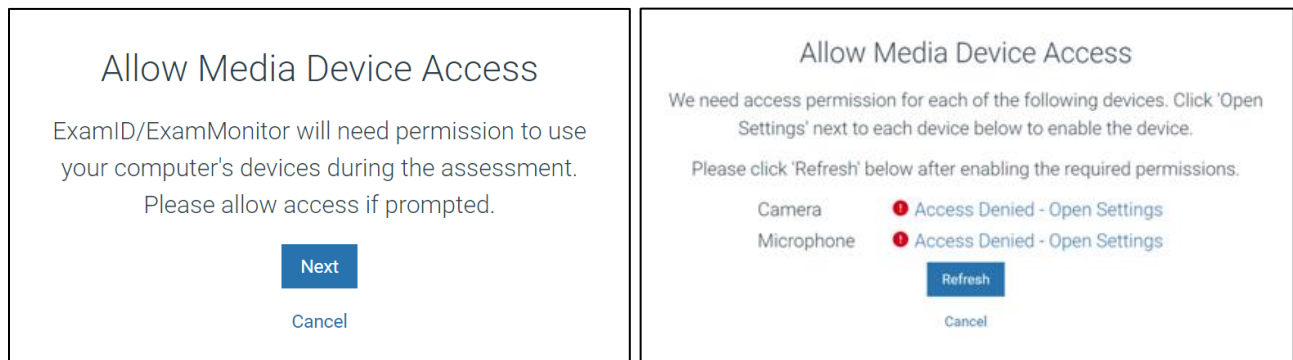 Allow Media Device Access
ExamID/ExamMonitor will need permission to use
your computer's devices during the assessment.
Please allow access if prompted.
Next
Cancel
Allow Media Device Access
We need access permission for each of the following devices. Click 'Open
Settings' next to each device below to enable the device.
Please click 'Refresh' below after enabling the required permissions.
Camera ! Access Denied - Open Settings
Microphone ! Access Denied - Open Settings
Refresh
Cancel